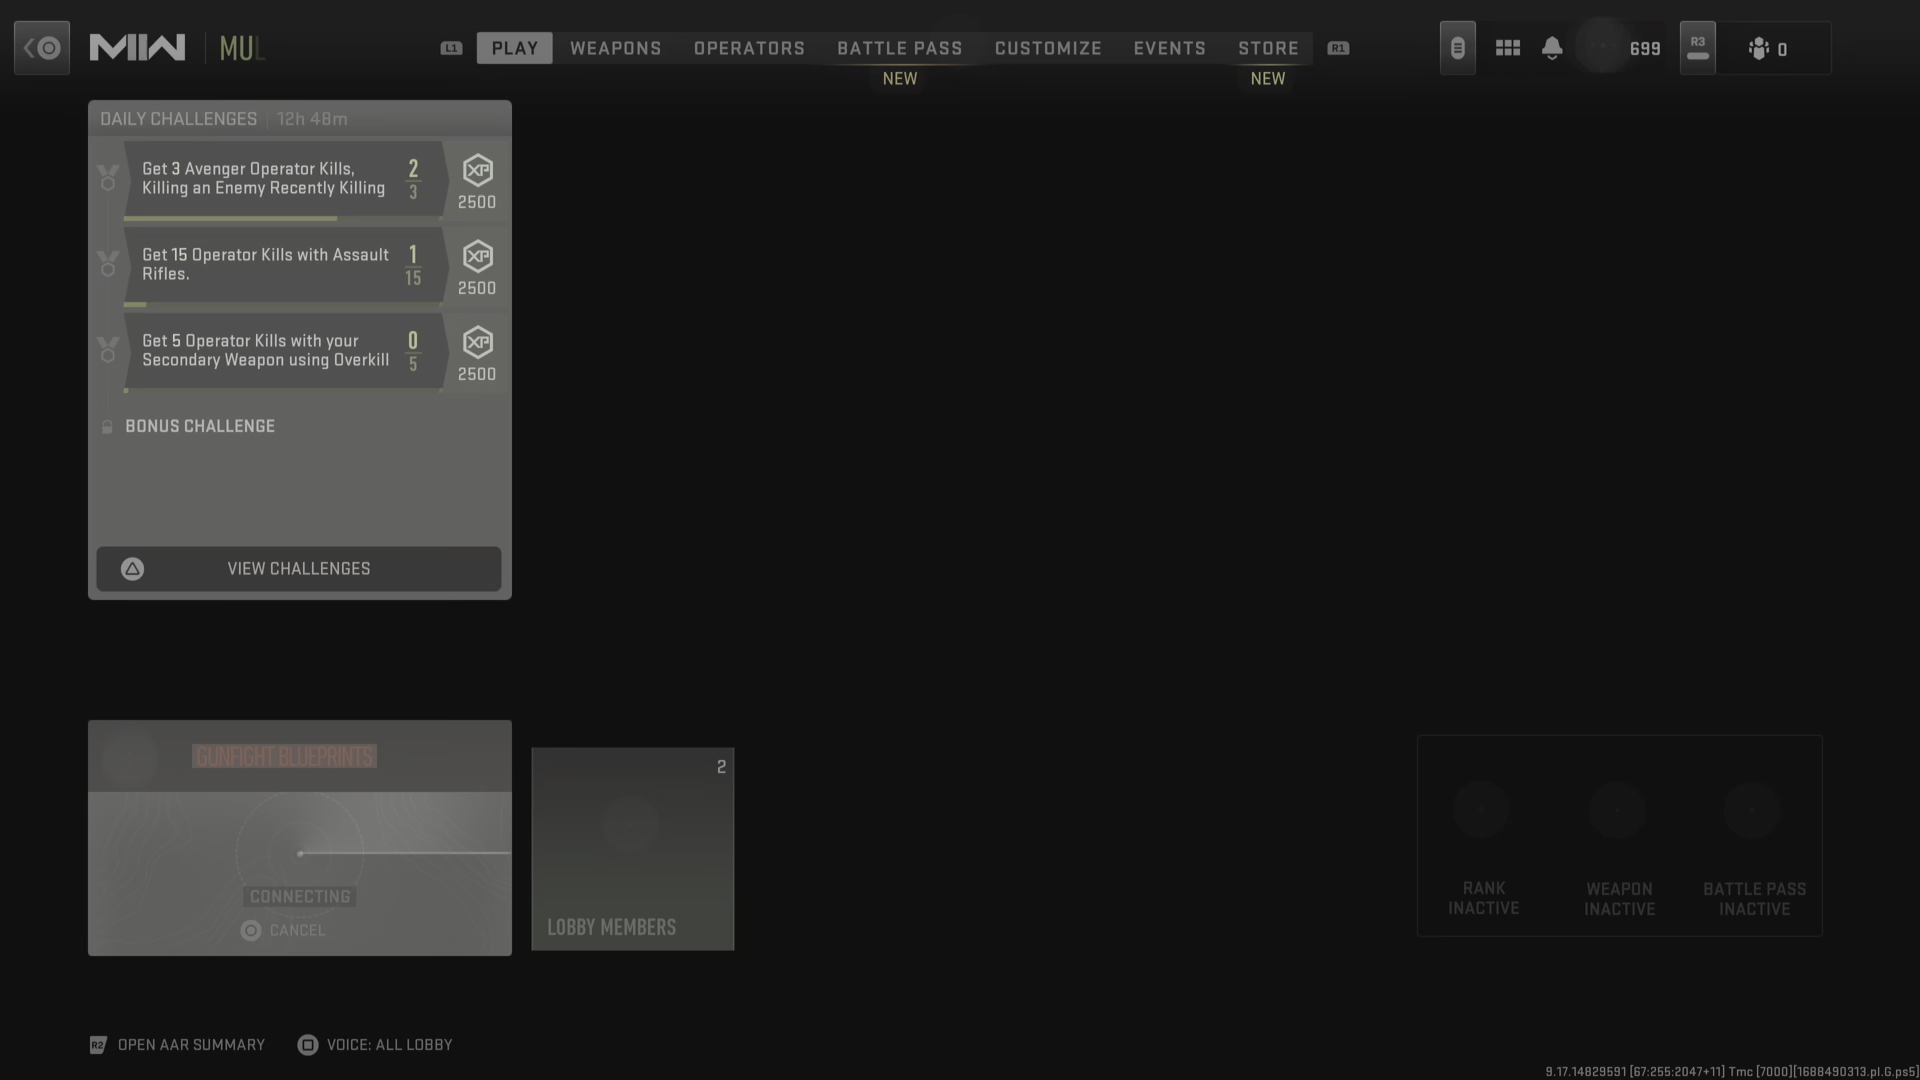 MW MUL
L1 PLAY WEAPONS OPERATORS BATTLE PASS CUSTOMIZE EVENTS STORE R1
NEW NEW
699 R3 0
DAILY CHALLENGES 12h 48m
Get 3 Avenger Operator Kills,
Killing an Enemy Recently Killing
2
3
XP
2500
Get 15 Operator Kills with Assault
Rifles.
1
15
XP
2500
Get 5 Operator Kills with your
Secondary Weapon using Overkill
0
5
XP
2500
BONUS CHALLENGE
VIEW CHALLENGES
GUNFIGHT BLUEPRINTS
CONNECTING
CANCEL
2
LOBBY MEMBERS
RANK
INACTIVE
WEAPON
INACTIVE
BATTLE PASS
INACTIVE
R2 OPEN AAR SUMMARY VOICE: ALL LOBBY
9.17.14829591 [67:255:2047+11] Tmc [7000][1688490313.pl.G.ps5]